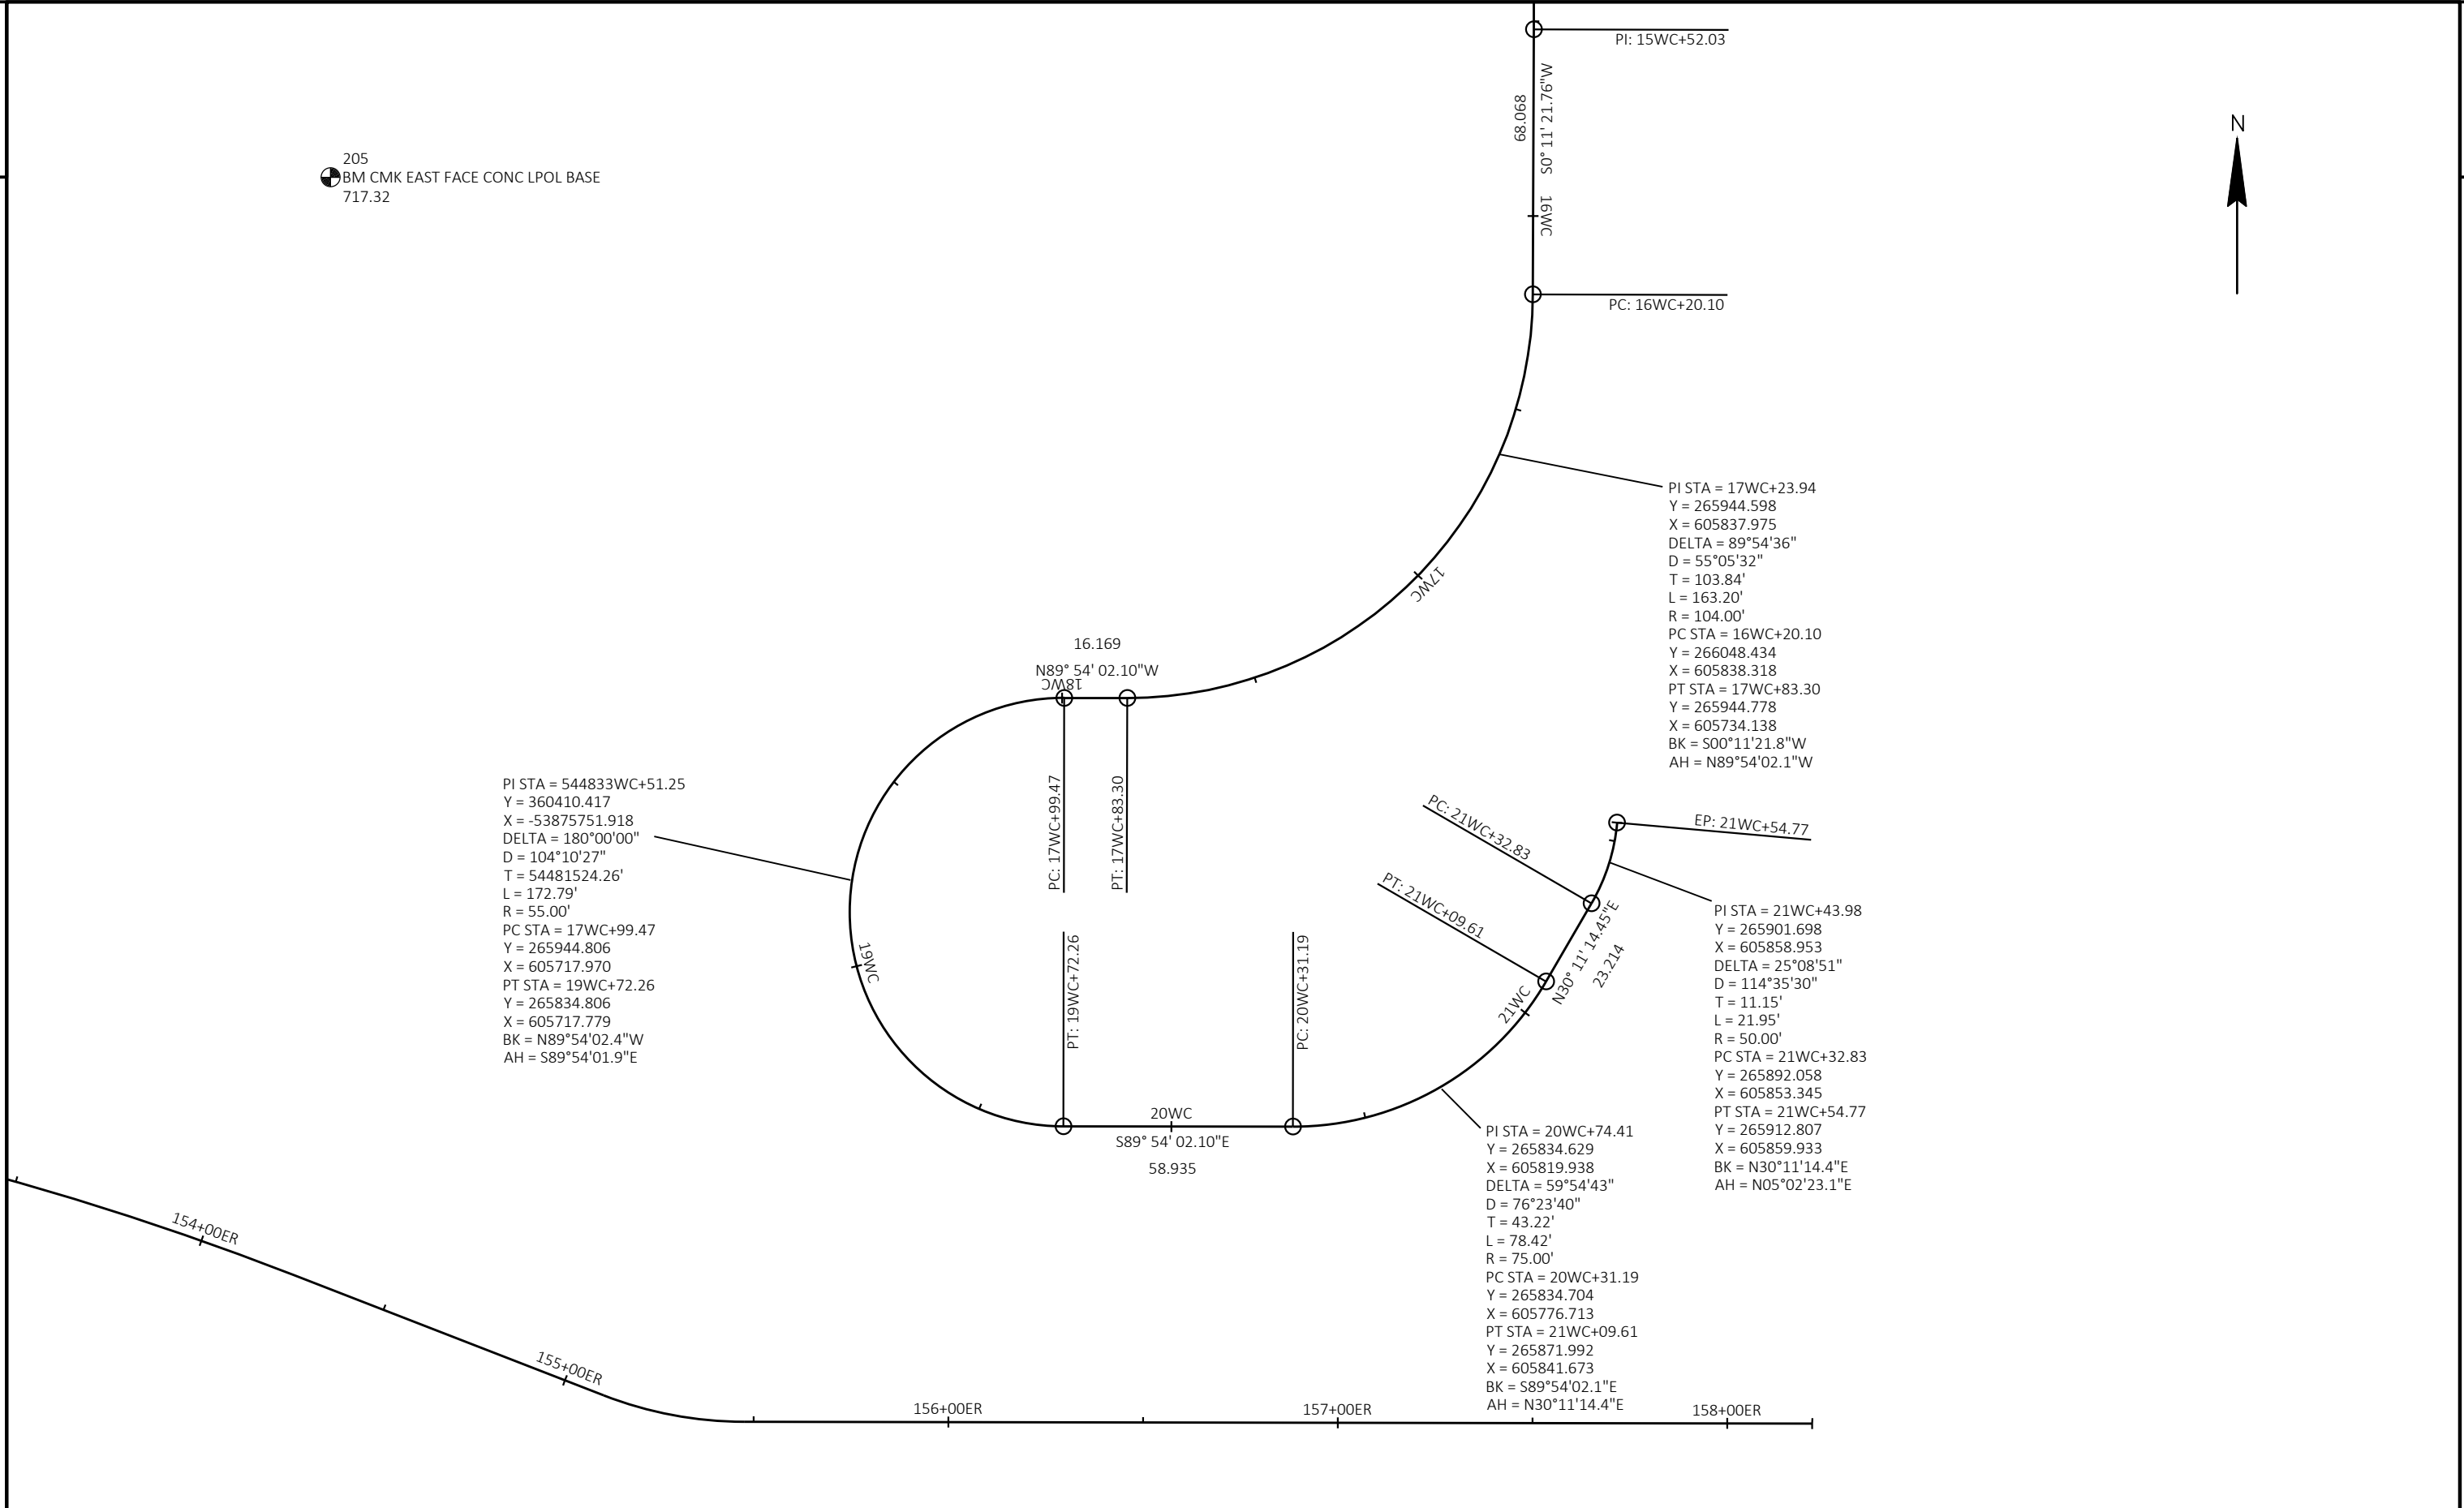 PI: 15WC+52.03
68.068
S0° 11' 21.76"W
16WC
N
205
BM CMK EAST FACE CONC LPOL BASE
717.32
PC: 16WC+20.10
PI STA = 17WC+23.94
Y = 265944.598
X = 605837.975
DELTA = 89°54'36"
D = 55°05'32"
T = 103.84'
L = 163.20'
R = 104.00'
PC STA = 16WC+20.10
Y = 266048.434
X = 605838.318
PT STA = 17WC+83.30
Y = 265944.778
X = 605734.138
BK = S00°11'21.8"W
AH = N89°54'02.1"W
17WC
16.169
N89° 54' 02.10"W
18WC
PC: 17WC+99.47
PT: 17WC+83.30
PI STA = 544833WC+51.25
Y = 360410.417
X = -53875751.918
DELTA = 180°00'00"
D = 104°10'27"
T = 54481524.26'
L = 172.79'
R = 55.00'
PC STA = 17WC+99.47
Y = 265944.806
X = 605717.970
PT STA = 19WC+72.26
Y = 265834.806
X = 605717.779
BK = N89°54'02.4"W
AH = S89°54'01.9"E
19WC
PT: 19WC+72.26
PC: 20WC+31.19
20WC
S89° 54' 02.10"E
58.935
PC: 21WC+32.83
PT: 21WC+09.61
EP: 21WC+54.77
N30° 11' 14.45"E
23.214
21WC
PI STA = 21WC+43.98
Y = 265901.698
X = 605858.953
DELTA = 25°08'51"
D = 114°35'30"
T = 11.15'
L = 21.95'
R = 50.00'
PC STA = 21WC+32.83
Y = 265892.058
X = 605853.345
PT STA = 21WC+54.77
Y = 265912.807
X = 605859.933
BK = N30°11'14.4"E
AH = N05°02'23.1"E
PI STA = 20WC+74.41
Y = 265834.629
X = 605819.938
DELTA = 59°54'43"
D = 76°23'40"
T = 43.22'
L = 78.42'
R = 75.00'
PC STA = 20WC+31.19
Y = 265834.704
X = 605776.713
PT STA = 21WC+09.61
Y = 265871.992
X = 605841.673
BK = S89°54'02.1"E
AH = N30°11'14.4"E
154+00ER
155+00ER
156+00ER
157+00ER
158+00ER